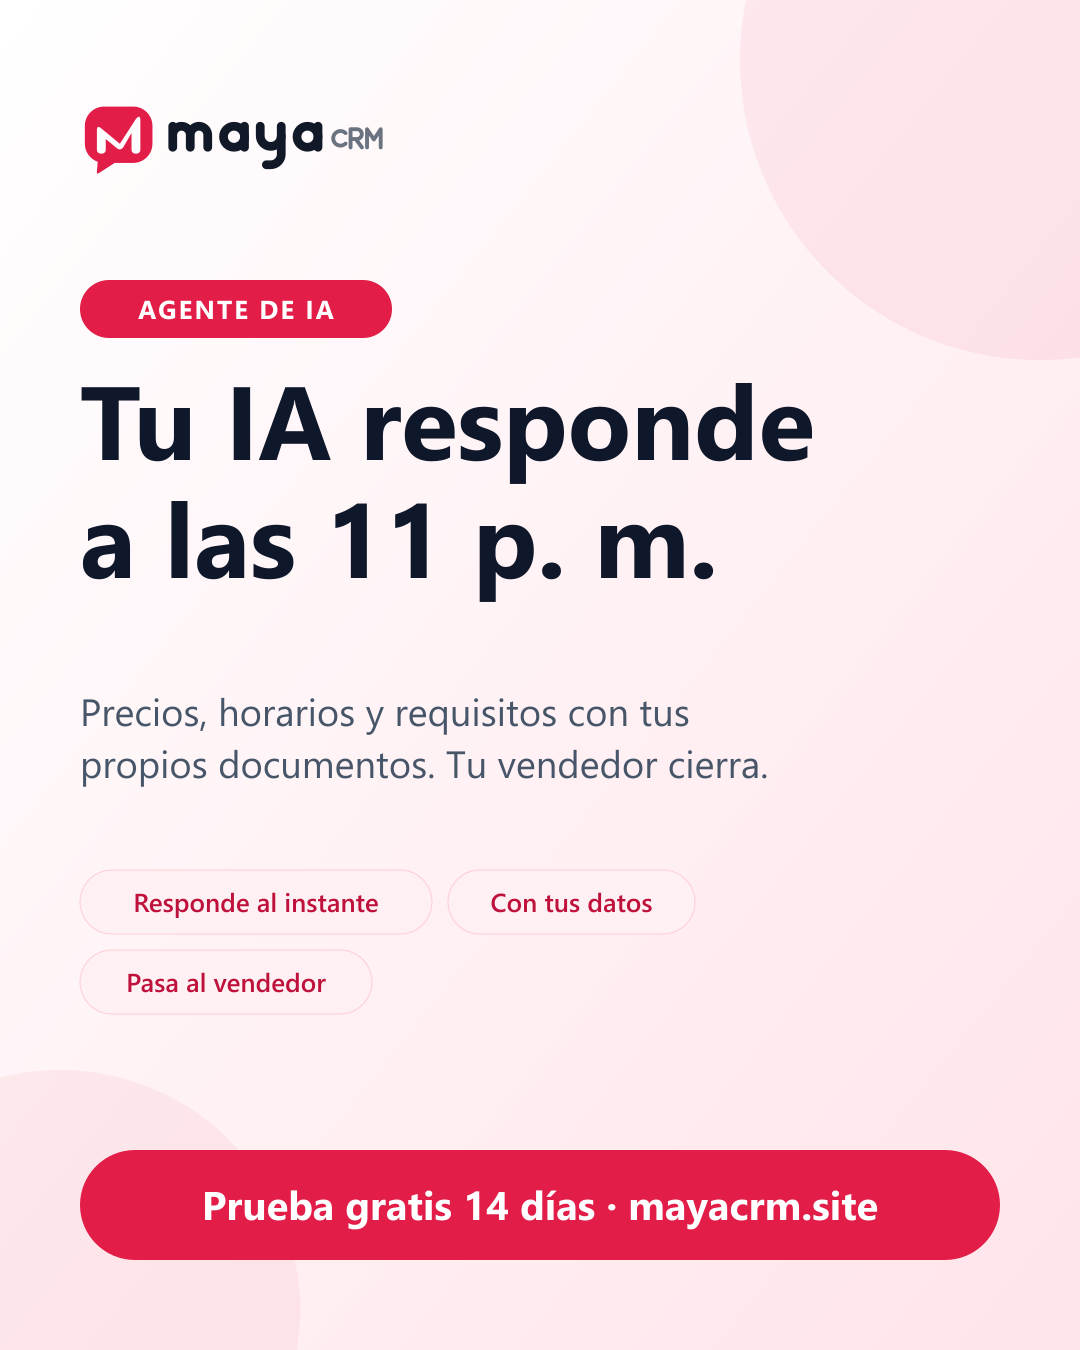 maya CRM
AGENTE DE IA
Tu IA responde
a las 11 p. m.
Precios, horarios y requisitos con tus
propios documentos. Tu vendedor cierra.
Responde al instante
Con tus datos
Pasa al vendedor
Prueba gratis 14 días · mayacrm.site